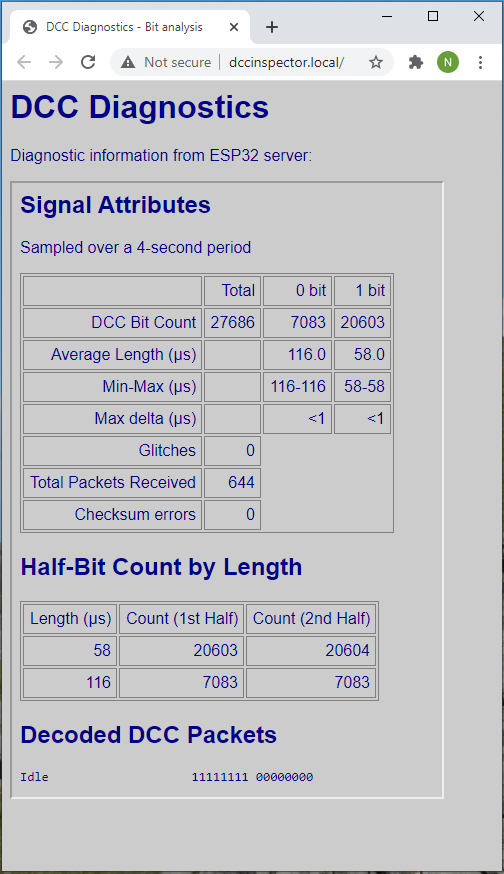 DCC Diagnostics - Bit analysis
Not secure | dccinspector.local/
N
DCC Diagnostics
Diagnostic information from ESP32 server:
Signal Attributes
Sampled over a 4-second period
Total 0 bit 1 bit
DCC Bit Count 27686 7083 20603
Average Length (µs) 116.0 58.0
Min-Max (µs) 116-116 58-58
Max delta (µs) <1 <1
Glitches 0
Total Packets Received 644
Checksum errors 0
Half-Bit Count by Length
Length (µs) Count (1st Half) Count (2nd Half)
58 20603 20604
116 7083 7083
Decoded DCC Packets
Idle 11111111 00000000